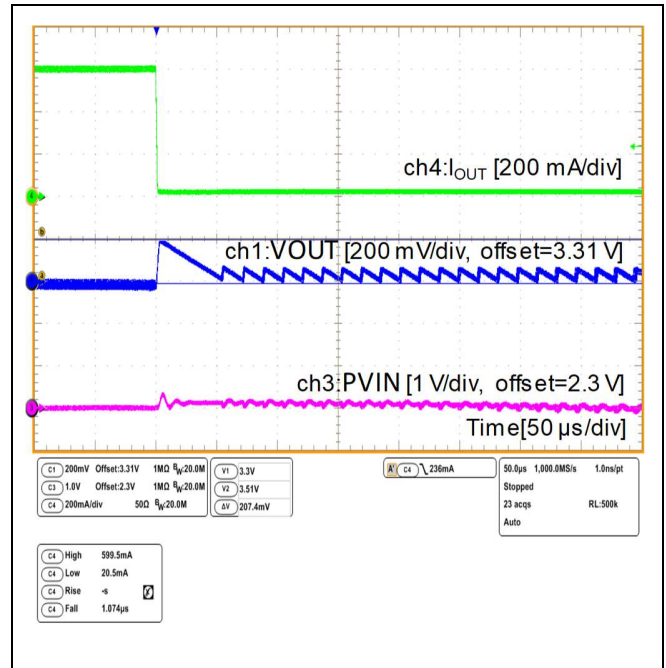 ch4:IOUT [200 mA/div]
ch1:VOUT [200 mV/div, offset=3.31 V]
ch3:PVIN [1 V/div, offset=2.3 V]
Time[50 µs/div]
C1 200mV Offset:3.31V 1MΩ BW:20.0M
C3 1.0V Offset:2.3V 1MΩ BW:20.0M
C4 200mA/div 50Ω BW:20.0M
V1 3.3V
V2 3.51V
ΔV 207.4mV
A' C4 236mA
50.0µs 1,000.0MS/s 1.0ns/pt
Stopped
23 acqs RL:500k
Auto
C4 High 599.5mA
C4 Low 20.5mA
C4 Rise -s
C4 Fall 1.074µs